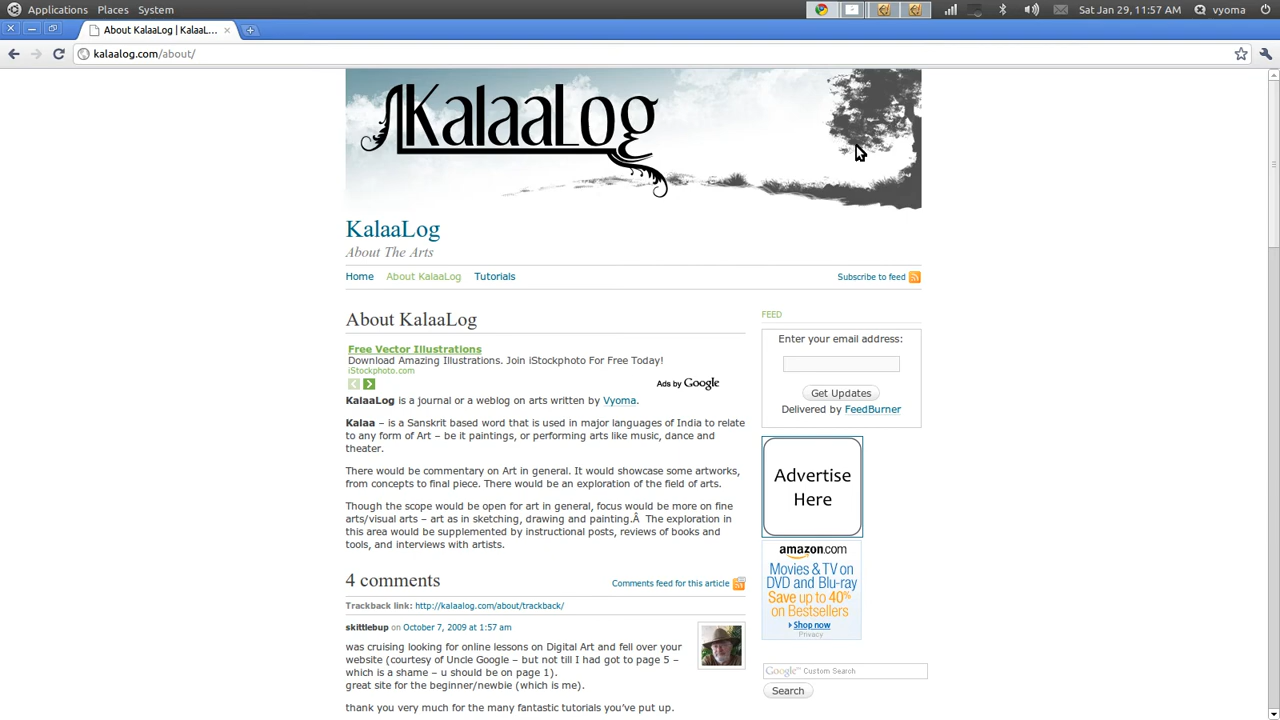 Applications Places System
Sat Jan 29, 11:57 AM vyoma
About KalaaLog | KalaaL...
kalaalog.com/about/
KalaaLog
KalaaLog
About The Arts
Home About KalaaLog Tutorials Subscribe to feed
About KalaaLog
Free Vector Illustrations
Download Amazing Illustrations. Join iStockphoto For Free Today!
iStockphoto.com
Ads by Google
KalaaLog is a journal or a weblog on arts written by Vyoma.
Kalaa – is a Sanskrit based word that is used in major languages of India to relate
to any form of Art – be it paintings, or performing arts like music, dance and
theater.
There would be commentary on Art in general. It would showcase some artworks,
from concepts to final piece. There would be an exploration of the field of arts.
Though the scope would be open for art in general, focus would be more on fine
arts/visual arts – art as in sketching, drawing and painting.Â The exploration in
this area would be supplemented by instructional posts, reviews of books and
tools, and interviews with artists.
4 comments
Comments feed for this article
Trackback link: http://kalaalog.com/about/trackback/
skittlebup on October 7, 2009 at 1:57 am
was cruising looking for online lessons on Digital Art and fell over your
website (courtesy of Uncle Google – but not till I had got to page 5 –
which is a shame – u should be on page 1).
great site for the beginner/newbie (which is me).
thank you very much for the many fantastic tutorials you've put up.
FEED
Enter your email address:
Get Updates
Delivered by FeedBurner
Advertise
Here
amazon.com
Movies & TV on
DVD and Blu-ray
Save up to 40%
on Bestsellers
Shop now
Privacy
Google™ Custom Search
Search